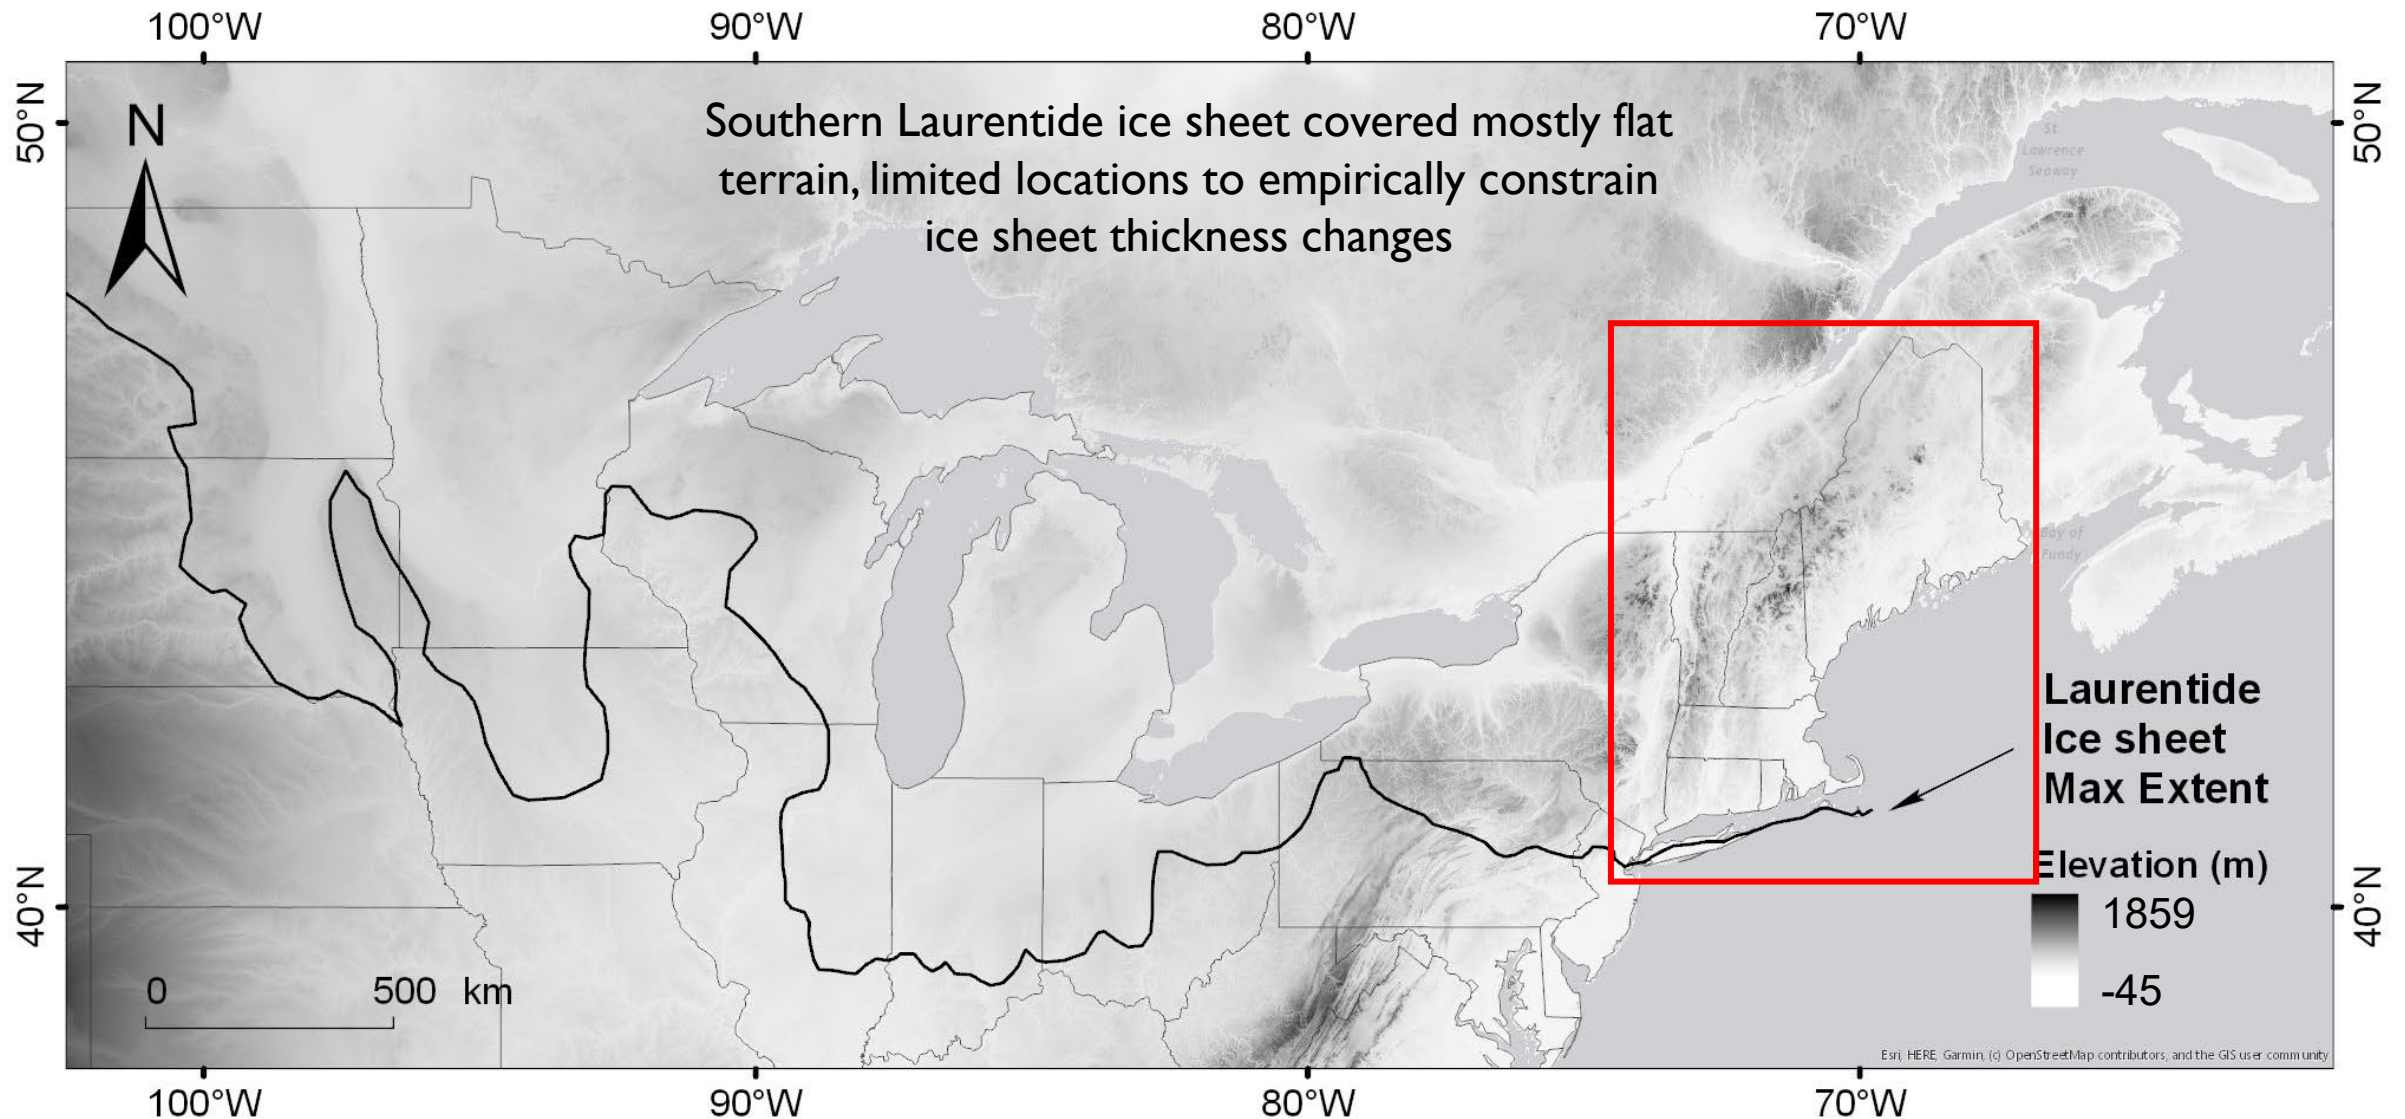 100°W
90°W
80°W
70°W
50°N
50°N
N
Southern Laurentide ice sheet covered mostly flat
terrain, limited locations to empirically constrain
ice sheet thickness changes
St
Lawrence
Seaway
Bay of
Fundy
Laurentide
Ice sheet
Max Extent
Elevation (m)
1859
-45
40°N
40°N
0 500 km
Esri, HERE, Garmin, (c) OpenStreetMap contributors, and the GIS user community
100°W
90°W
80°W
70°W